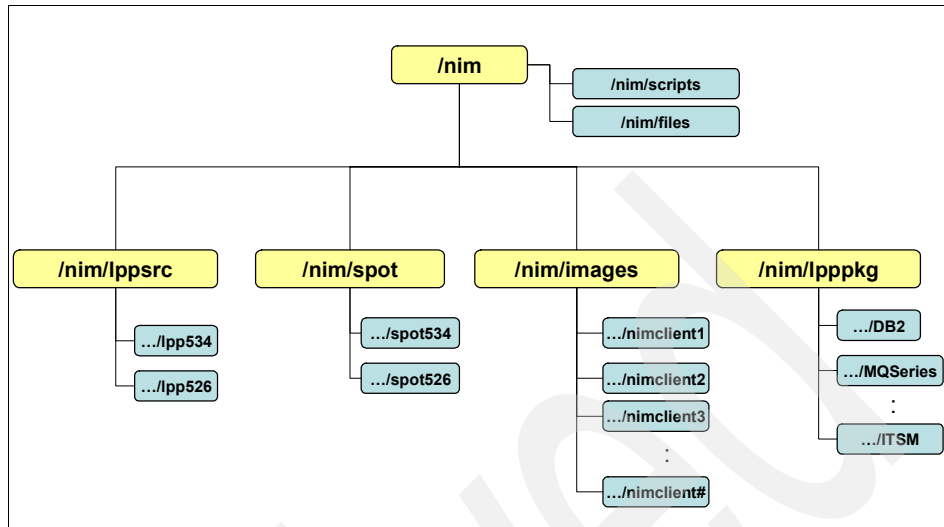 /nim
/nim/scripts
/nim/files
/nim/lppsrc
/nim/spot
/nim/images
/nim/lpppkg
…/lpp534
…/lpp526
…/spot534
…/spot526
…/nimclient1
…/nimclient2
…/nimclient3
:
…/nimclient#
…/DB2
…/MQSeries
:
…/ITSM